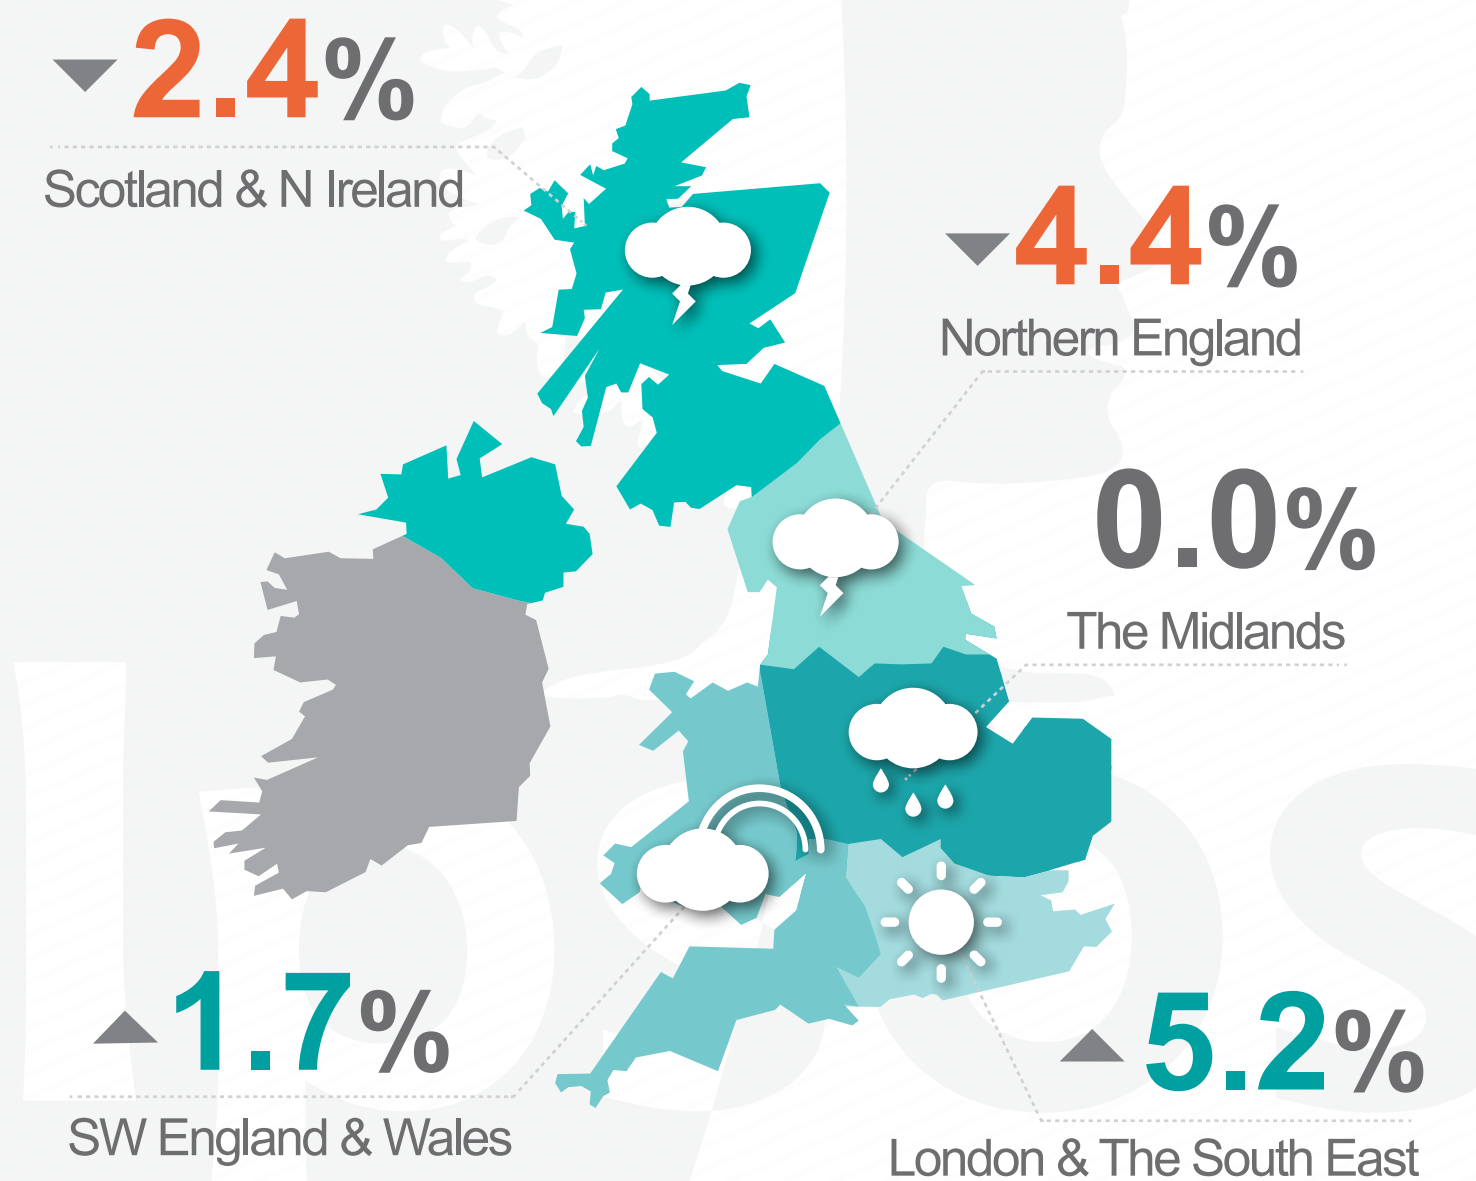 ▼2.4%
Scotland & N Ireland
▼4.4%
Northern England
0.0%
The Midlands
▲1.7%
SW England & Wales
▲5.2%
London & The South East